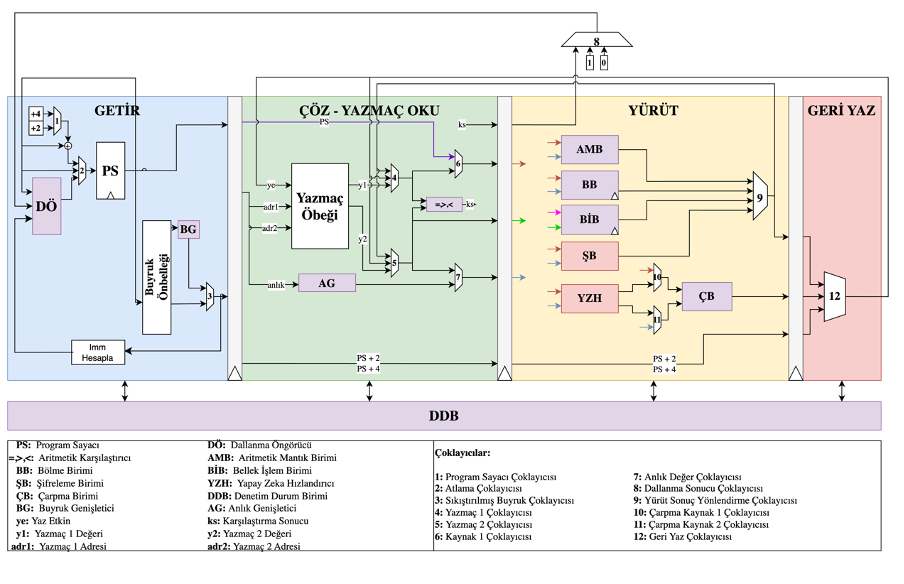 8
1
0
GETİR
ÇÖZ - YAZMAÇ OKU
YÜRÜT
GERİ YAZ
+4
+2
1
2
PS
DÖ
BG
Buyruk Önbelleği
3
Imm
Hesapla
PS
ks
ye
adr1
adr2
Yazmaç
Öbeği
y1
y2
4
5
6
7
=,>,<
ks
anlık
AG
PS + 2
PS + 4
AMB
BB
BİB
ŞB
YZH
9
10
11
ÇB
12
PS + 2
PS + 4
DDB
PS: Program Sayacı
=,>,<: Aritmetik Karşılaştırıcı
BB: Bölme Birimi
ŞB: Şifreleme Birimi
ÇB: Çarpma Birimi
BG: Buyruk Genişletici
ye: Yaz Etkin
y1: Yazmaç 1 Değeri
adr1: Yazmaç 1 Adresi
DÖ: Dallanma Öngörücü
AMB: Aritmetik Mantık Birimi
BİB: Bellek İşlem Birimi
YZH: Yapay Zeka Hızlandırıcı
DDB: Denetim Durum Birimi
AG: Anlık Genişletici
ks: Karşılaştırma Sonucu
y2: Yazmaç 2 Değeri
adr2: Yazmaç 2 Adresi
Çoklayıcılar:
1: Program Sayacı Çoklayıcısı
2: Atlama Çoklayıcısı
3: Sıkıştırılmış Buyruk Çoklayıcısı
4: Yazmaç 1 Çoklayıcısı
5: Yazmaç 2 Çoklayıcısı
6: Kaynak 1 Çoklayıcısı
7: Anlık Değer Çoklayıcısı
8: Dallanma Sonucu Çoklayıcısı
9: Yürüt Sonuç Yönlendirme Çoklayıcısı
10: Çarpma Kaynak 1 Çoklayıcısı
11: Çarpma Kaynak 2 Çoklayıcısı
12: Geri Yaz Çoklayıcısı